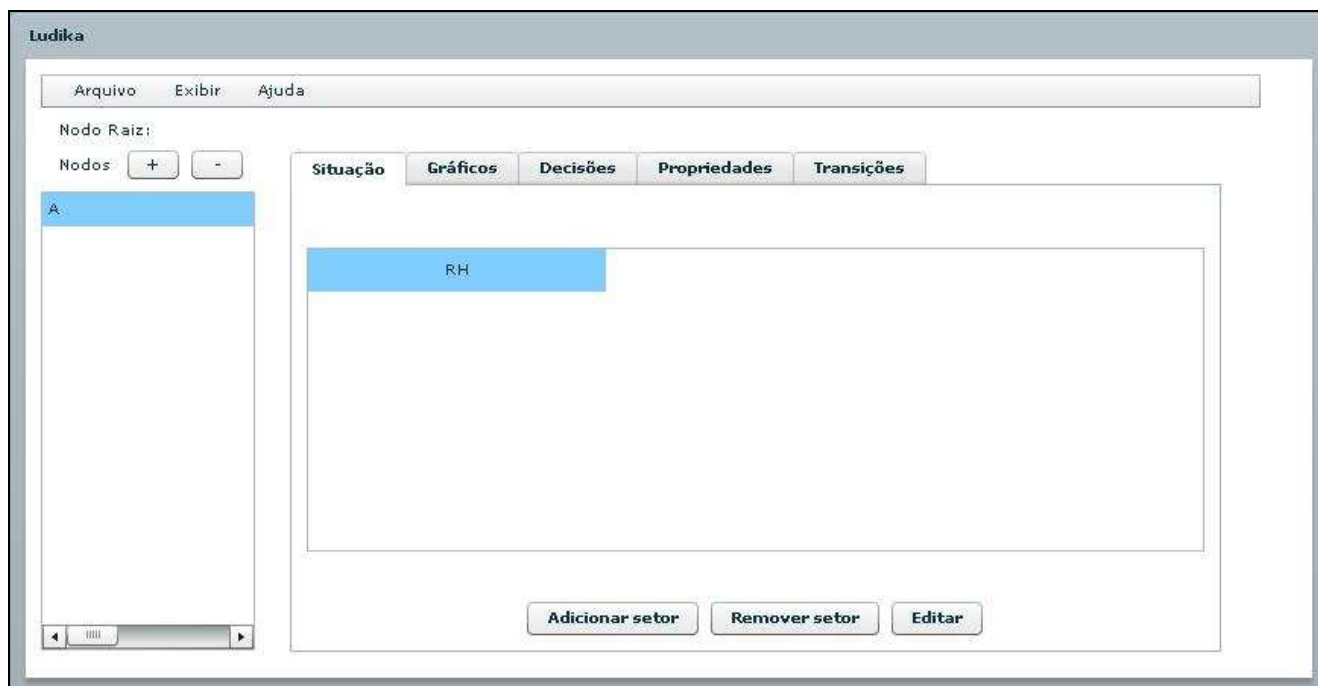 Ludika
Arquivo Exibir Ajuda
Nodo Raiz:
Nodos + -
Situação Gráficos Decisões Propriedades Transições
A
RH
Adicionar setor Remover setor Editar